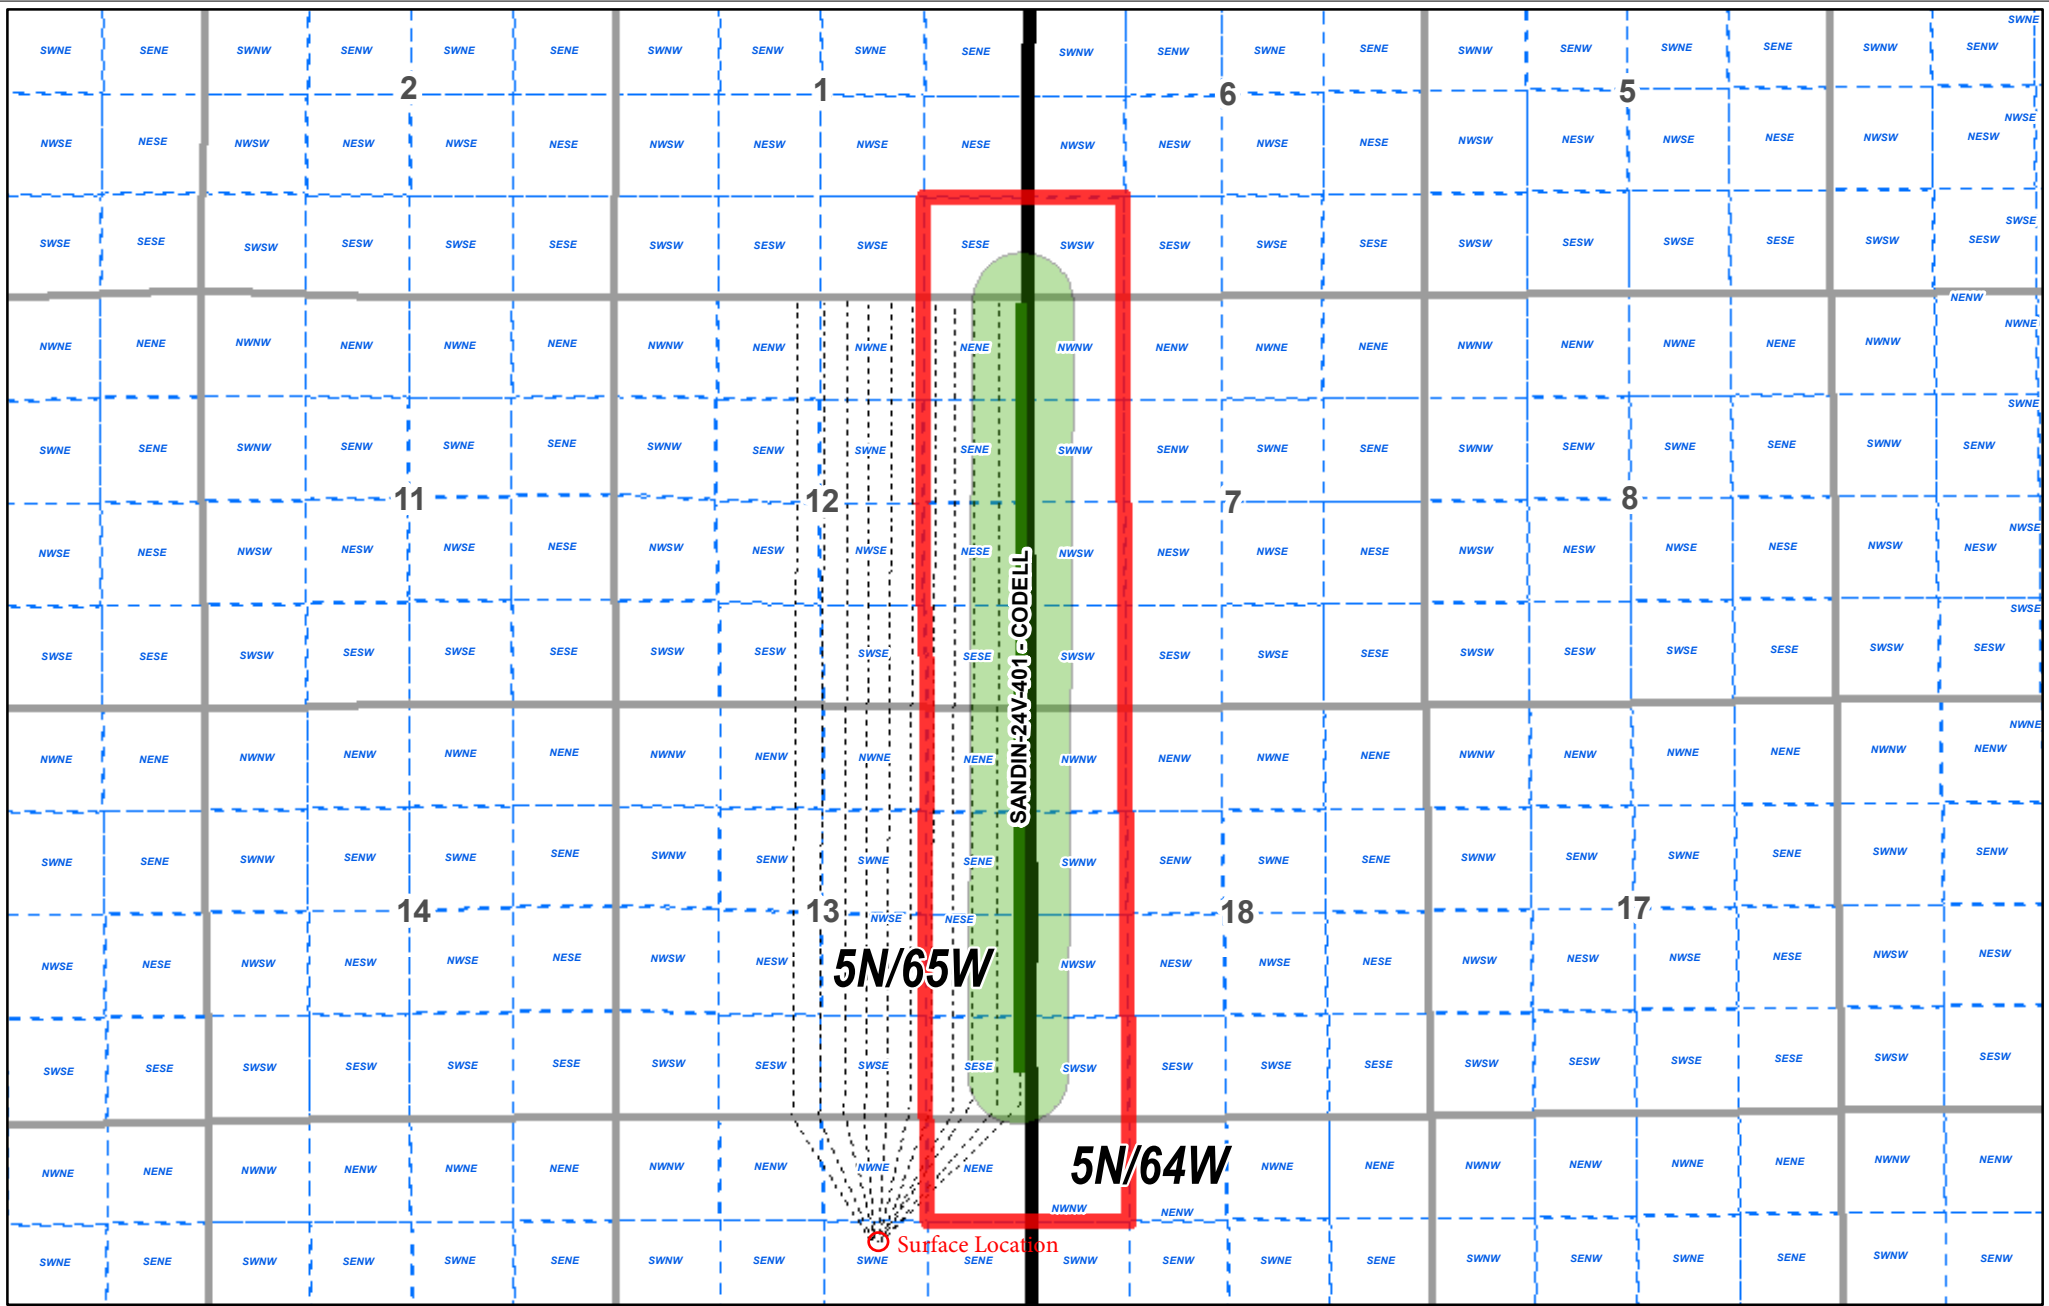 SWNE SENE SWNW SENW SWNE SENE SWNW SENW SWNE SENE SWNW SENW SWNE SENE SWNW SENW SWNE SENE SWNW SENW SWNE
2 1 6 5
NWSE NESE NWSW NESW NWSE NESE NWSW NESW NWSE NESE NWSW NESW NWSE NESE NWSW NESW NWSE NESE NWSW NESW NWSE
SWSE SESE SWSW SESW SWSE SESE SWSW SESW SWSE SESE SWSW SESW SWSE SESE SWSW SESW SWSE SESE SWSW SESW SWSE
NENW
NWNE NENE NWNW NENW NWNE NENE NWNW NENW NWNE NENE NWNW NENW NWNE NENE NWNW NENW NWNE NENE NWNW NWNE
SWNE SENE SWNW SENW SWNE SENE SWNW SENW SWNE SENE SWNW SENW SWNE SENE SWNW SENW SWNE SENE SWNW SENW SWNE
11 12 7 8
NWSE NESE NWSW NESW NWSE NESE NWSW NESW NWSE NESE NWSW NESW NWSE NESE NWSW NESW NWSE NESE NWSW NESW NWSE
SWSE SESE SWSW SESW SWSE SESE SWSW SESW SWSE SESE SWSW SESW SWSE SESE SWSW SESW SWSE SESE SWSW SESW SWSE
SANDIN-24V-401 - CODELL
NWNE NENE NWNW NENW NWNE NENE NWNW NENW NWNE NENE NWNW NENW NWNE NENE NWNW NENW NWNE NENE NWNW NENW NWNE
SWNE SENE SWNW SENW SWNE SENE SWNW SENW SWNE SENE SWNW SENW SWNE SENE SWNW SENW SWNE SENE SWNW SENW
14 13 18 17
NWSE NESE NWSW NESW NWSE NESE NWSW NESW NWSE NESE NWSW NESW NWSE NESE NWSW NESW NWSE NESE NWSW NESW
5N/65W
SWSE SESE SWSW SESW SWSE SESE SWSW SESW SWSE SESE SWSW SESW SWSE SESE SWSW SESW SWSE SESE SWSW SESW
5N/64W
NWNE NENE NWNW NENW NWNE NENE NWNW NENW NWNE NENE NWNW NENW NWNE NENE NWNW NENW NWNE NENE NWNW NENW
Surface Location
SWNE SENE SWNW SENW SWNE SENE SWNW SENW SWNE SENE SWNW SENW SWNE SENE SWNW SENW SWNE SENE SWNW SENW